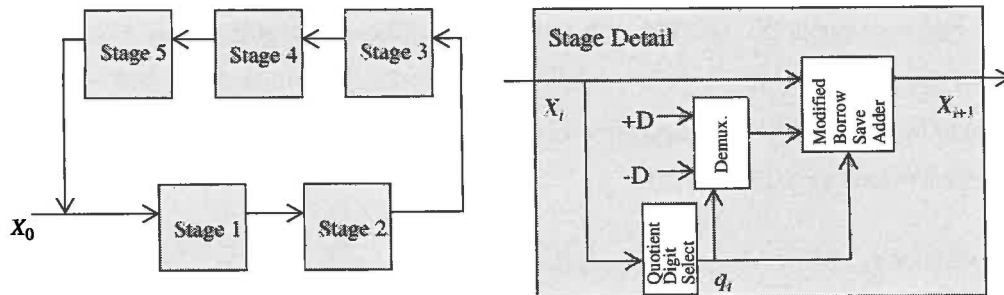 Stage 5
Stage 4
Stage 3
X₀
Stage 1
Stage 2
Stage Detail
Xᵢ
+D
-D
Demux.
Modified
Borrow
Save
Adder
Xᵢ₊₁
Quotient
Digit
Select
qᵢ